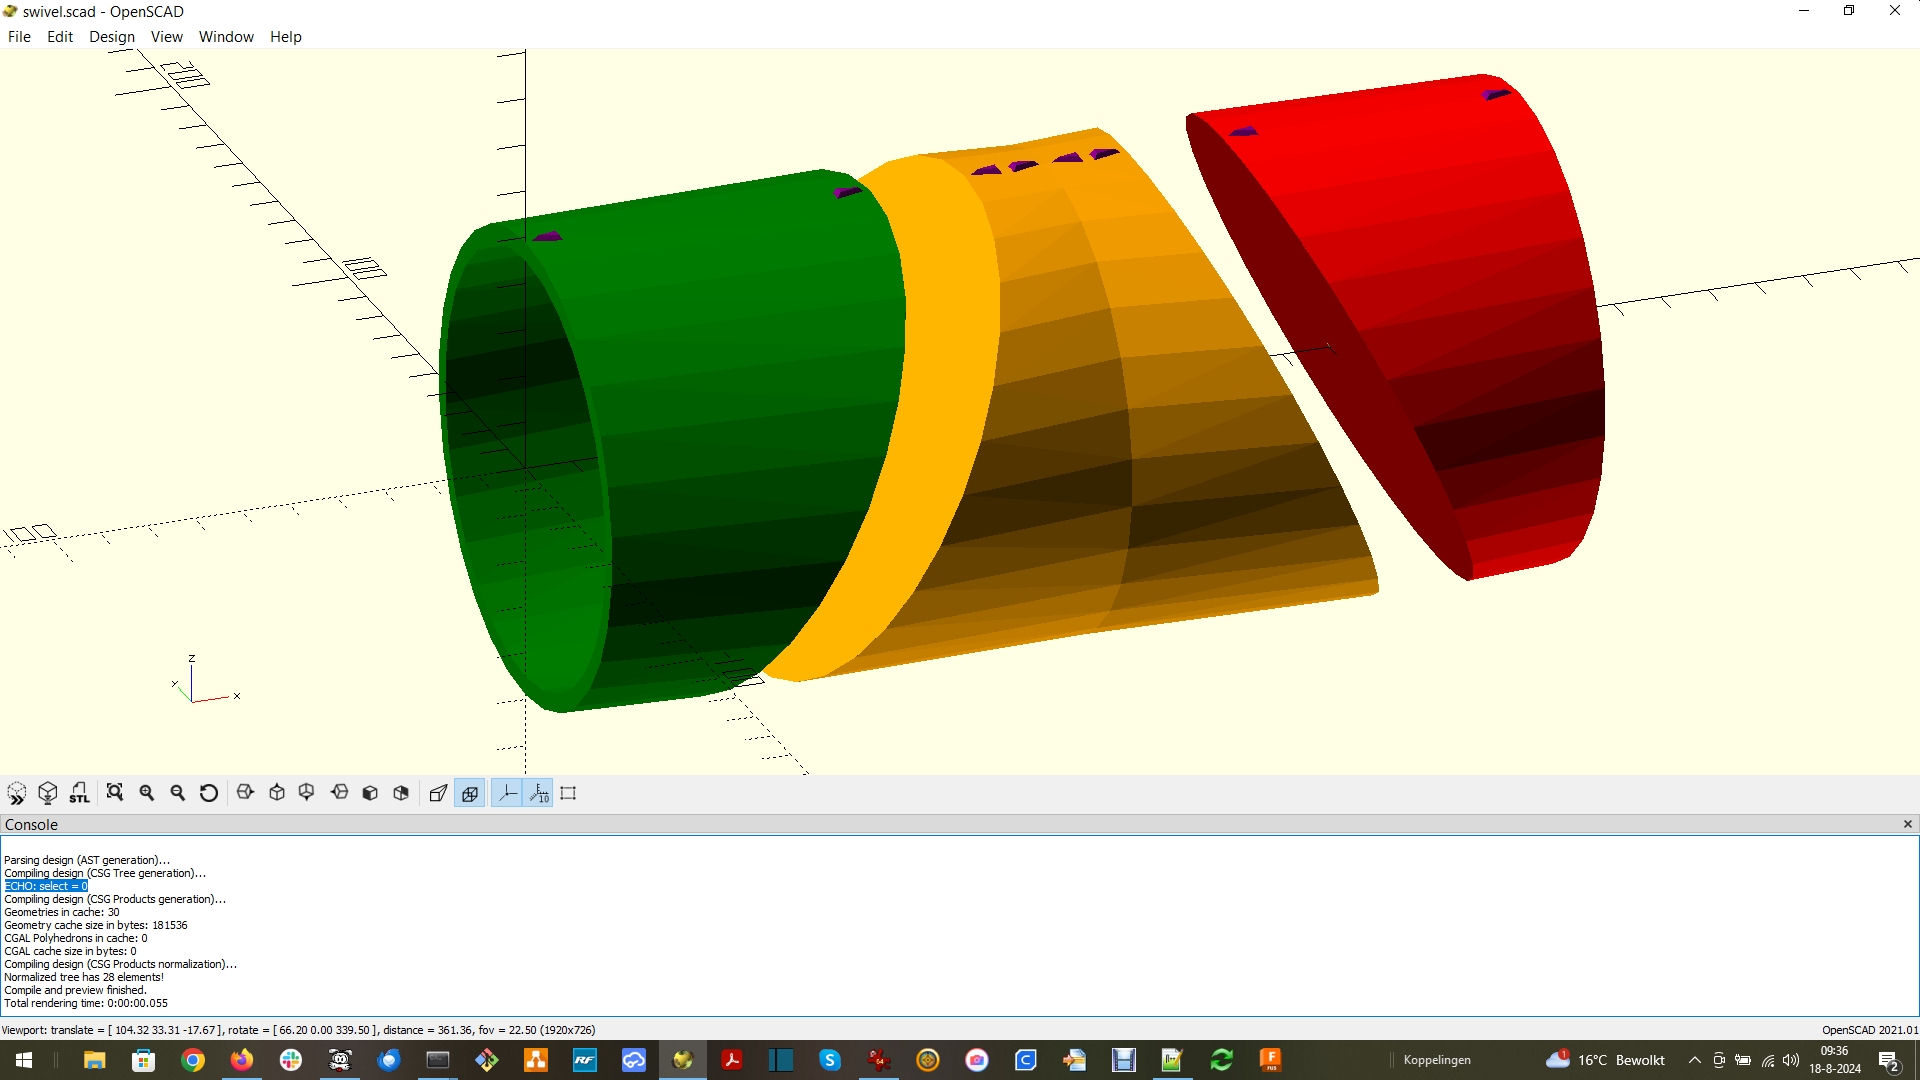 swivel.scad - OpenSCAD
File Edit Design View Window Help
Z
Y
X
STL
10
Console
Parsing design (AST generation)...
Compiling design (CSG Tree generation)...
ECHO: select = 0
Compiling design (CSG Products generation)...
Geometries in cache: 30
Geometry cache size in bytes: 181536
CGAL Polyhedrons in cache: 0
CGAL cache size in bytes: 0
Compiling design (CSG Products normalization)...
Normalized tree has 28 elements!
Compile and preview finished.
Total rendering time: 0:00:00.055
Viewport: translate = [ 104.32 33.31 -17.67 ], rotate = [ 66.20 0.00 339.50 ], distance = 361.36, fov = 22.50 (1920x726)
OpenSCAD 2021.01
RF
S
C
F
Koppelingen
1
16°C Bewolkt
09:36
18-8-2024
2